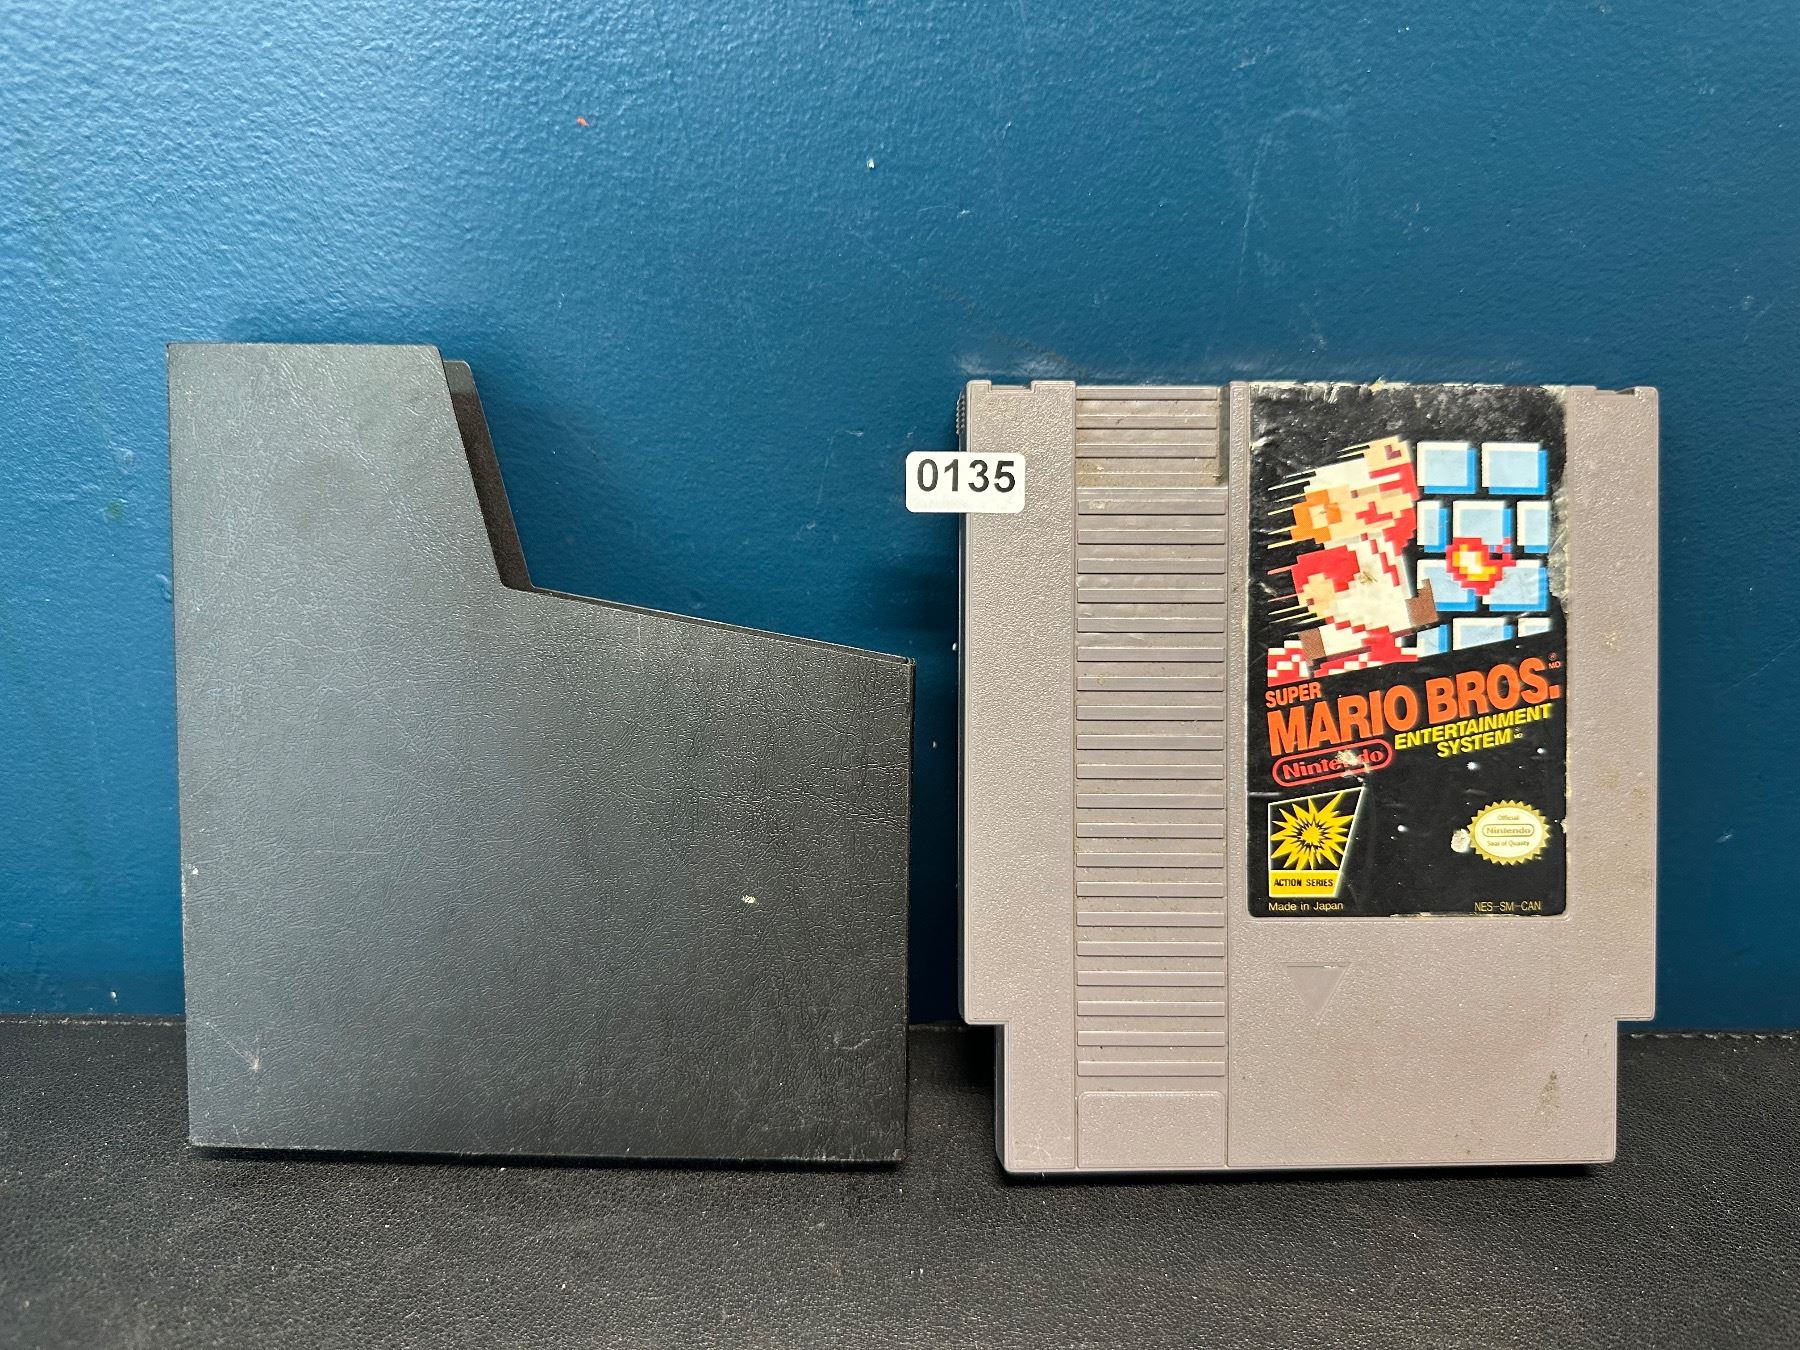 0135
SUPER
MARIO BROS.® MD
ENTERTAINMENT
SYSTEM
Nintendo
Official
Nintendo
Seal of Quality
ACTION SERIES
Made in Japan
NES-SM-CAN